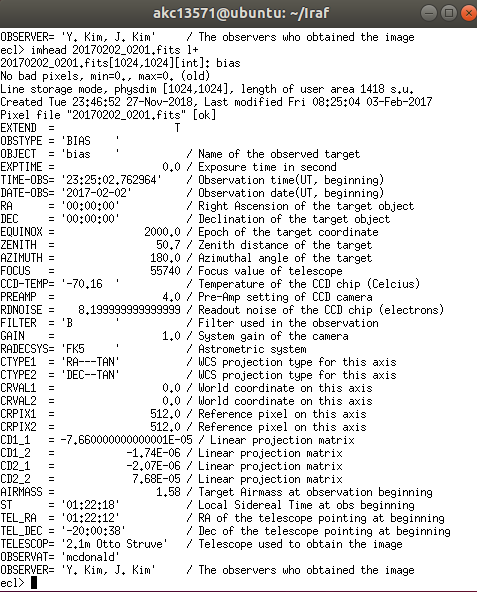 akc13571@ubuntu: ~/Iraf
OBSERVER= 'Y. Kim, J. Kim' / The observers who obtained the image
ecl> imhead 20170202_0201.fits l+
20170202_0201.fits[1024,1024][int]: bias
No bad pixels, min=0., max=0. (old)
Line storage mode, physdim [1024,1024], length of user area 1418 s.u.
Created Tue 23:46:52 27-Nov-2018, Last modified Fri 08:25:04 03-Feb-2017
Pixel file "20170202_0201.fits" [ok]
EXTEND = T
OBSTYPE = 'BIAS '
OBJECT = 'bias ' / Name of the observed target
EXPTIME = 0.0 / Exposure time in second
TIME-OBS= '23:25:02.762964' / Observation time(UT, beginning)
DATE-OBS= '2017-02-02' / Observation date(UT, beginning)
RA = '00:00:00' / Right Ascension of the target object
DEC = '00:00:00' / Declination of the target object
EQUINOX = 2000.0 / Epoch of the target coordinate
ZENITH = 50.7 / Zenith distance of the target
AZIMUTH = 180.0 / Azimuthal angle of the target
FOCUS = 55740 / Focus value of telescope
CCD-TEMP= '-70.16 ' / Temperature of the CCD chip (Celcius)
PREAMP = 4.0 / Pre-Amp setting of CCD camera
RDNOISE = 8.199999999999999 / Readout noise of the CCD chip (electrons)
FILTER = 'B ' / Filter used in the observation
GAIN = 1.0 / System gain of the camera
RADECSYS= 'FK5 ' / Astrometric system
CTYPE1 = 'RA---TAN' / WCS projection type for this axis
CTYPE2 = 'DEC--TAN' / WCS projection type for this axis
CRVAL1 = 0.0 / World coordinate on this axis
CRVAL2 = 0.0 / World coordinate on this axis
CRPIX1 = 512.0 / Reference pixel on this axis
CRPIX2 = 512.0 / Reference pixel on this axis
CD1_1 = -7.660000000000001E-05 / Linear projection matrix
CD1_2 = -1.74E-06 / Linear projection matrix
CD2_1 = -2.07E-06 / Linear projection matrix
CD2_2 = 7.68E-05 / Linear projection matrix
AIRMASS = 1.58 / Target Airmass at observation beginning
ST = '01:22:18' / Local Sidereal Time at obs beginning
TEL_RA = '01:22:12' / RA of the telescope pointing at beginning
TEL_DEC = '-20:00:38' / Dec of the telescope pointing at beginning
TELESCOP= '2.1m Otto Struve' / Telescope used to obtain the image
OBSERVAT= 'mcdonald'
OBSERVER= 'Y. Kim, J. Kim' / The observers who obtained the image
ecl>